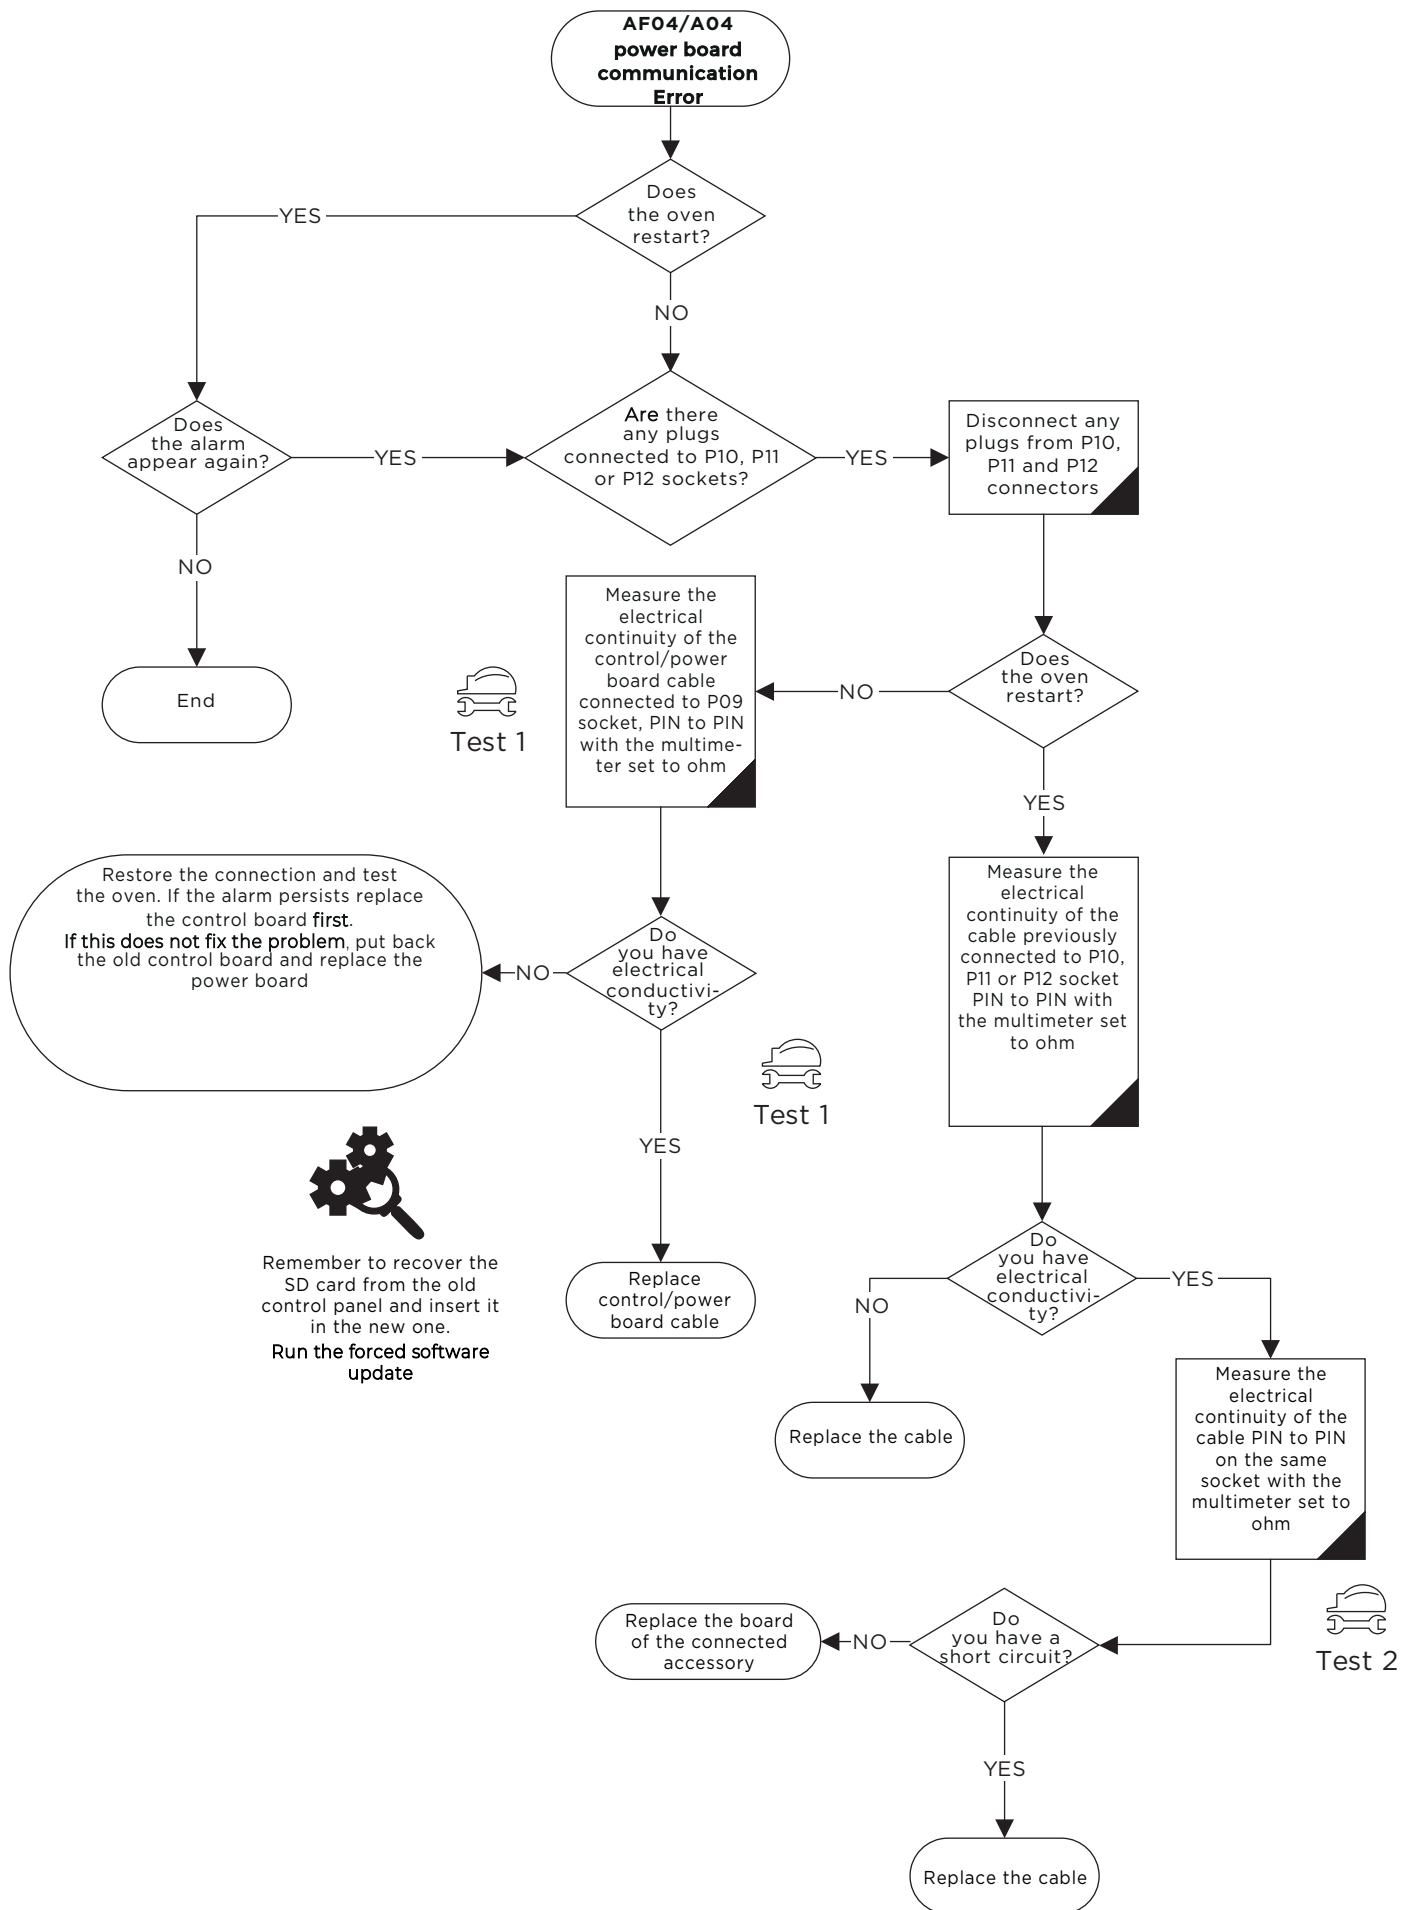 AF04/A04
power board
communication
Error
Does
the oven
restart?
YES
NO
Does
the alarm
appear again?
YES
Are there
any plugs
connected to P10, P11
or P12 sockets?
YES
Disconnect any
plugs from P10,
P11 and P12
connectors
NO
End
Measure the
electrical
continuity of the
control/power
board cable
connected to P09
socket, PIN to PIN
with the multime-
ter set to ohm
Test 1
NO
Does
the oven
restart?
YES
Restore the connection and test
the oven. If the alarm persists replace
the control board first.
If this does not fix the problem, put back
the old control board and replace the
power board
NO
Do
you have
electrical
conductivi-
ty?
Measure the
electrical
continuity of the
cable previously
connected to P10,
P11 or P12 socket
PIN to PIN with
the multimeter set
to ohm
Test 1
YES
Remember to recover the
SD card from the old
control panel and insert it
in the new one.
Run the forced software
update
Replace
control/power
board cable
Do
you have
electrical
conductivi-
ty?
NO
YES
Replace the cable
Measure the
electrical
continuity of the
cable PIN to PIN
on the same
socket with the
multimeter set to
ohm
Test 2
Do
you have a
short circuit?
NO
Replace the board
of the connected
accessory
YES
Replace the cable